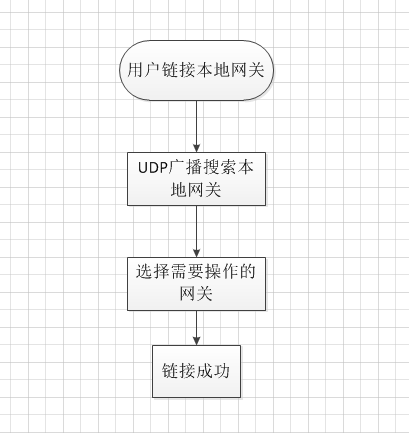 用户链接本地网关
UDP广播搜索本
地网关
选择需要操作的
网关
链接成功